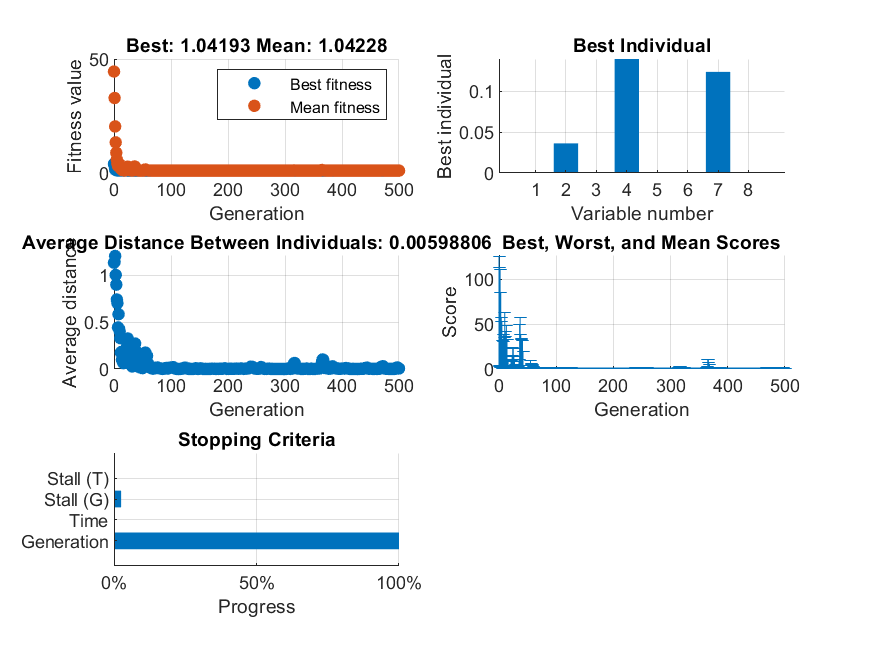 Best: 1.04193 Mean: 1.04228
Fitness value
50
0
Best fitness
Mean fitness
0 100 200 300 400 500
Generation
Best Individual
Best individual
0.1
0.05
0
1 2 3 4 5 6 7 8
Variable number
Average Distance Between Individuals: 0.00598806
Average distance
1
0.5
0
0 100 200 300 400 500
Generation
Best, Worst, and Mean Scores
Score
100
50
0
0 100 200 300 400 500
Generation
Stopping Criteria
Stall (T)
Stall (G)
Time
Generation
0% 50% 100%
Progress